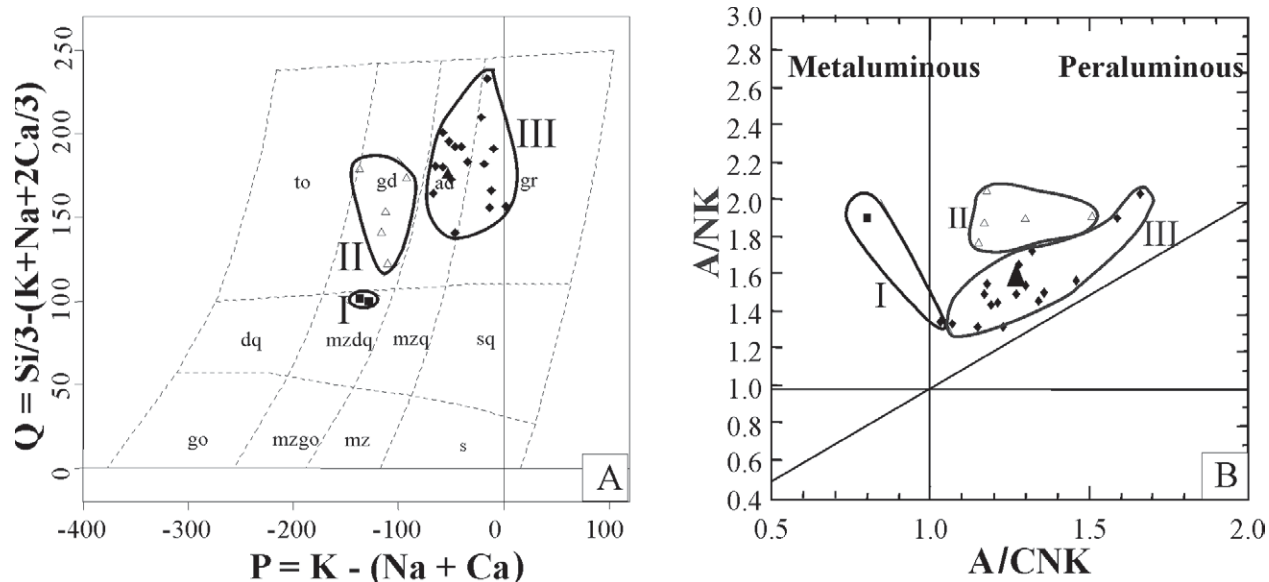 Q = Si/3-(K+Na+2Ca/3)
250
200
150
100
50
0
to
gd
ad
gr
III
II
I
dq
mzdq
mzq
sq
go
mzgo
mz
s
A
-400
-300
-200
-100
0
100
P = K - (Na + Ca)
A/NK
3.0
2.8
2.6
2.4
2.2
2.0
1.8
1.6
1.4
1.2
1.0
0.8
0.6
0.4
Metaluminous
Peraluminous
II
III
I
B
0.5
1.0
1.5
2.0
A/CNK